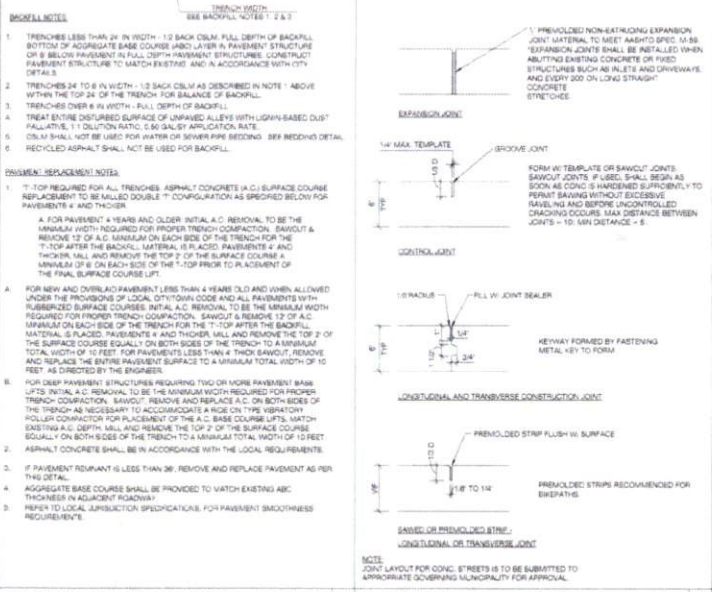 TRENCH WIDTH
SEE BACKFILL NOTES 1, 2 & 3
BACKFILL NOTES
1. TRENCHES LESS THAN 24" IN WIDTH - 1/2 SACK CSLM. FULL DEPTH OF BACKFILL
BOTTOM OF AGGREGATE BASE COURSE (ABC) LAYER IN PAVEMENT STRUCTURE
OR 8" BELOW PAVEMENT IN FULL DEPTH PAVEMENT STRUCTURES. CONSTRUCT
PAVEMENT STRUCTURE TO MATCH EXISTING, AND IN ACCORDANCE WITH CITY
DETAILS.
2. TRENCHES 24" TO 6' IN WIDTH - 1/2 SACK CSLM AS DESCRIBED IN NOTE 1 ABOVE
WITHIN THE TOP 24" OF THE TRENCH, FOR BALANCE OF BACKFILL.
3. TRENCHES OVER 6' IN WIDTH - FULL DEPTH OF BACKFILL.
4. TREAT ENTIRE DISTURBED SURFACE OF UNPAVED ALLEYS WITH LIGNIN-BASED DUST
PALLIATIVE, 1:1 DILUTION RATIO, 0.50 GAL/SY APPLICATION RATE.
5. CSLM SHALL NOT BE USED FOR WATER OR SEWER PIPE BEDDING. SEE BEDDING DETAIL.
6. RECYCLED ASPHALT SHALL NOT BE USED FOR BACKFILL.
PAVEMENT REPLACEMENT NOTES:
1. "T"-TOP REQUIRED FOR ALL TRENCHES. ASPHALT CONCRETE (A.C.) SURFACE COURSE
REPLACEMENT TO BE MILLED DOUBLE "T" CONFIGURATION AS SPECIFIED BELOW FOR
PAVEMENTS 4" AND THICKER.
A. FOR PAVEMENT 4 YEARS AND OLDER: INITIAL A.C. REMOVAL TO BE THE
MINIMUM WIDTH REQUIRED FOR PROPER TRENCH COMPACTION. SAWCUT &
REMOVE 12" OF A.C. MINIMUM ON EACH SIDE OF THE TRENCH FOR THE
"T"-TOP AFTER THE BACKFILL MATERIAL IS PLACED. PAVEMENTS 4" AND
THICKER, MILL AND REMOVE THE TOP 2" OF THE SURFACE COURSE A
MINIMUM OF 6" ON EACH SIDE OF THE T-TOP PRIOR TO PLACEMENT OF
THE FINAL SURFACE COURSE LIFT.
A. FOR NEW AND OVERLAID PAVEMENT LESS THAN 4 YEARS OLD AND WHEN ALLOWED
UNDER THE PROVISIONS OF LOCAL CITY/TOWN CODE AND ALL PAVEMENTS WITH
RUBBERIZED SURFACE COURSES: INITIAL A.C. REMOVAL TO BE THE MINIMUM WIDTH
REQUIRED FOR PROPER TRENCH COMPACTION. SAWCUT & REMOVE 12" OF A.C.
MINIMUM ON EACH SIDE OF THE TRENCH FOR THE "T"-TOP AFTER THE BACKFILL
MATERIAL IS PLACED. PAVEMENTS 4" AND THICKER, MILL AND REMOVE THE TOP 2" OF
THE SURFACE COURSE EQUALLY ON BOTH SIDES OF THE TRENCH TO A MINIMUM
TOTAL WIDTH OF 10 FEET. FOR PAVEMENTS LESS THAN 4" THICK SAWCUT, REMOVE
AND REPLACE THE ENTIRE PAVEMENT SURFACE TO A MINIMUM TOTAL WIDTH OF 10
FEET, AS DIRECTED BY THE ENGINEER.
B. FOR DEEP PAVEMENT STRUCTURES REQUIRING TWO OR MORE PAVEMENT BASE
LIFTS, INITIAL A.C. REMOVAL TO BE THE MINIMUM WIDTH REQUIRED FOR PROPER
TRENCH COMPACTION. SAWCUT, REMOVE AND REPLACE A.C. ON BOTH SIDES OF
THE TRENCH AS NECESSARY TO ACCOMMODATE A RIDE ON TYPE VIBRATORY
ROLLER COMPACTOR FOR PLACEMENT OF THE A.C. BASE COURSE LIFTS, MATCH
EXISTING A.C. DEPTH. MILL AND REMOVE THE TOP 2" OF THE SURFACE COURSE
EQUALLY ON BOTH SIDES OF THE TRENCH TO A MINIMUM TOTAL WIDTH OF 10 FEET.
2. ASPHALT CONCRETE SHALL BE IN ACCORDANCE WITH THE LOCAL REQUIREMENTS.
3. IF PAVEMENT REMNANT IS LESS THAN 36", REMOVE AND REPLACE PAVEMENT AS PER
THIS DETAIL.
4. AGGREGATE BASE COURSE SHALL BE PROVIDED TO MATCH EXISTING ABC
THICKNESS IN ADJACENT ROADWAY.
5. REFER TO LOCAL JURISDICTION SPECIFICATIONS, FOR PAVEMENT SMOOTHNESS
REQUIREMENTS.
1" PREMOLDED NON-EXTRUDING EXPANSION
JOINT MATERIAL TO MEET AASHTO SPEC. M-59.
"EXPANSION JOINTS SHALL BE INSTALLED WHEN
ABUTTING EXISTING CONCRETE OR FIXED
STRUCTURES SUCH AS INLETS AND DRIVEWAYS,
AND EVERY 200' ON LONG STRAIGHT
CONCRETE
STRETCHES.
EXPANSION JOINT
1/4" MAX. TEMPLATE
GROOVE JOINT
1/3 D
6"
TYP
FORM W/ TEMPLATE OR SAWCUT JOINTS.
SAWCUT JOINTS, IF USED, SHALL BEGIN AS
SOON AS CONC IS HARDENED SUFFICIENTLY TO
PERMIT SAWING WITHOUT EXCESSIVE
RAVELING AND BEFORE UNCONTROLLED
CRACKING OCCURS. MAX DISTANCE BETWEEN
JOINTS = 10'. MIN DISTANCE = 5'.
CONTROL JOINT
1/8" RADIUS
FILL W/ JOINT SEALER
1"
1/4"
6"
TYP
1 1/2"
3/4"
KEYWAY FORMED BY FASTENING
METAL KEY TO FORM
LONGITUDINAL AND TRANSVERSE CONSTRUCTION JOINT
PREMOLDED STRIP FLUSH W/ SURFACE
1/3 D
1/8" TO 1/4"
PREMOLDED STRIPS RECOMMENDED FOR
BIKEPATHS.
SAWED OR PREMOLDED STRIP -
LONGITUDINAL OR TRANSVERSE JOINT
NOTE:
JOINT LAYOUT FOR CONC. STREETS IS TO BE SUBMITTED TO
APPROPRIATE GOVERNING MUNICIPALITY FOR APPROVAL.